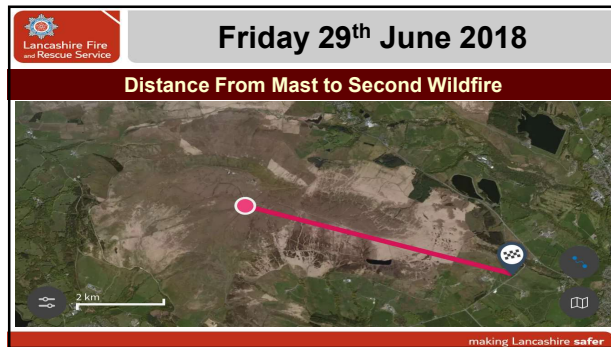 Lancashire Fire
and Rescue Service
Friday 29th June 2018
Distance From Mast to Second Wildfire
2 km
making Lancashire safer